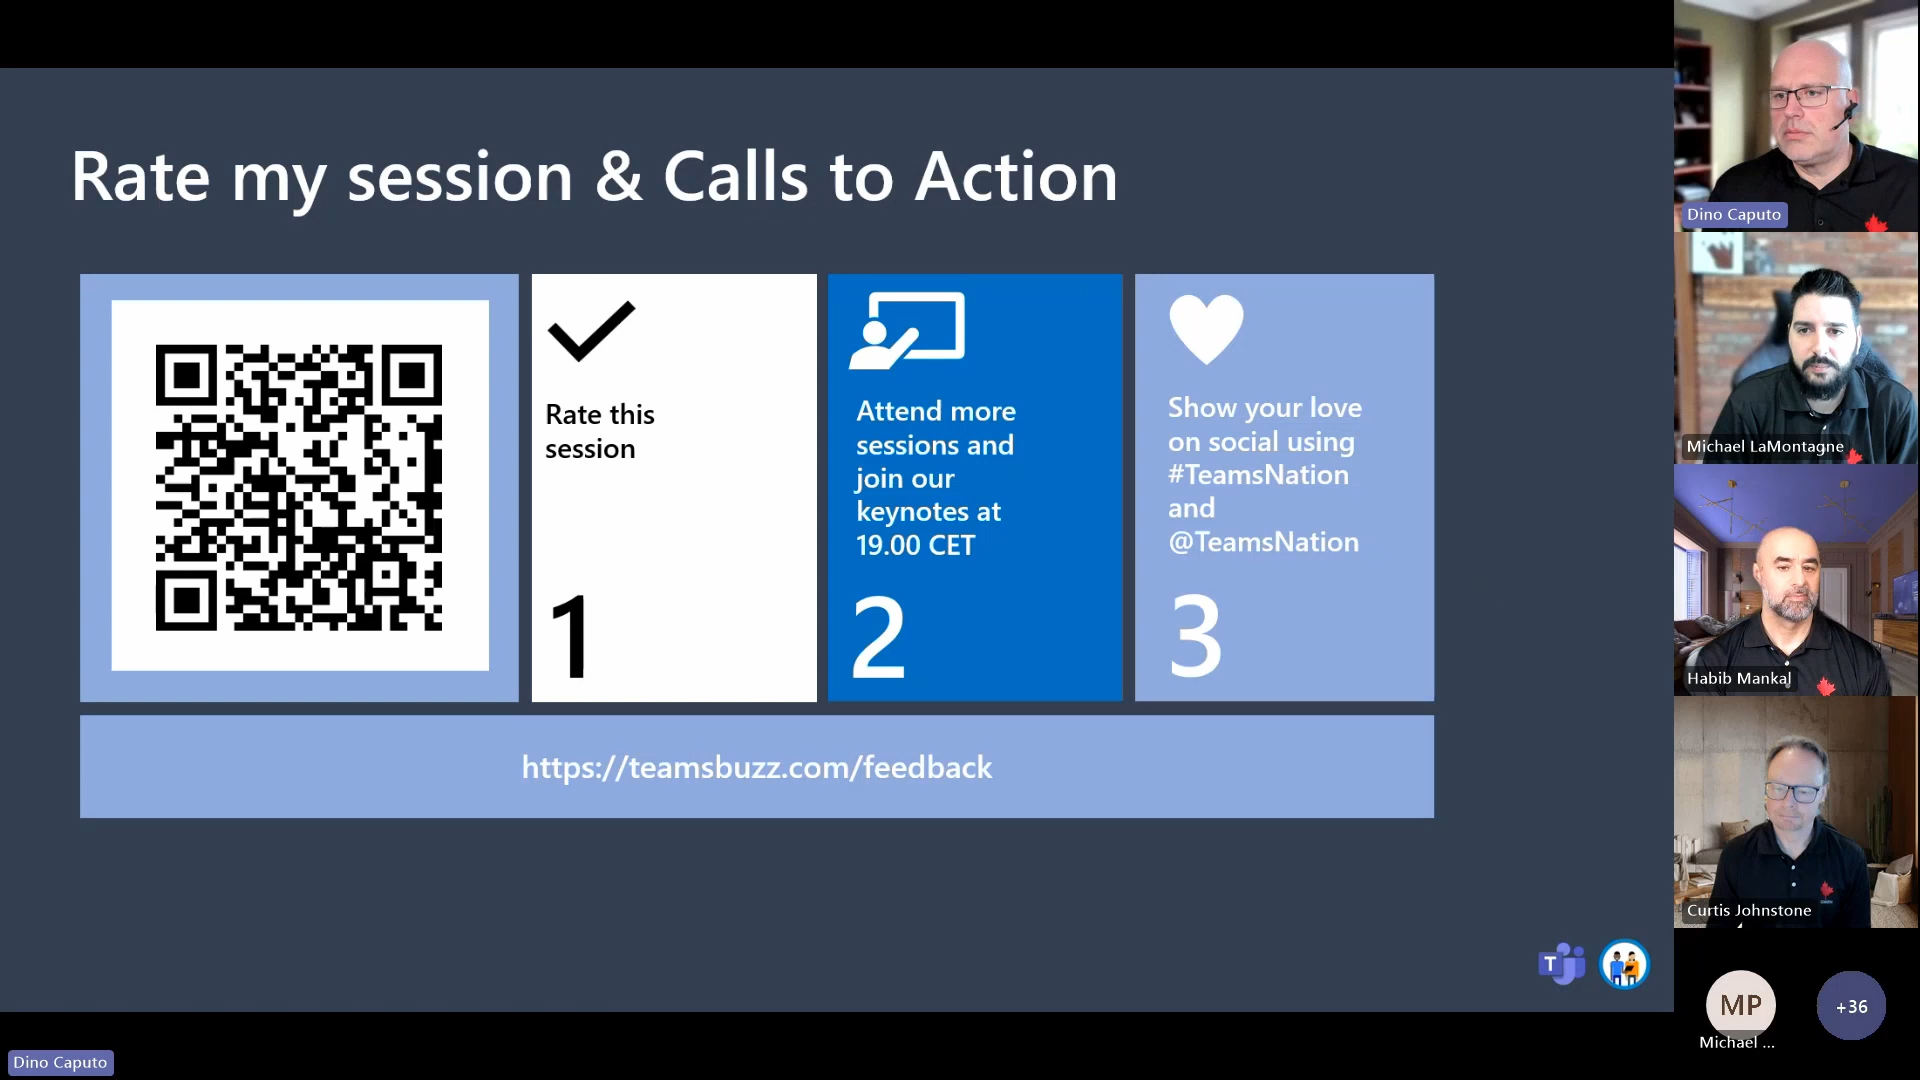 Rate my session & Calls to Action
Rate this
session
1
Attend more
sessions and
join our
keynotes at
19.00 CET
2
Show your love
on social using
#TeamsNation
and
@TeamsNation
3
https://teamsbuzz.com/feedback
T
Dino Caputo
Dino Caputo
Michael LaMontagne
Habib Mankal
Curtis Johnstone
MP
Michael ...
+36